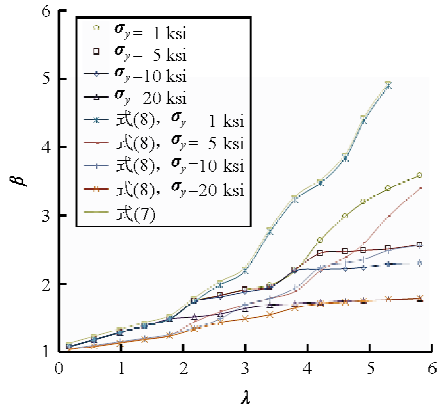 6
5
4
3
2
1
β
σy= 1 ksi
σy= 5 ksi
σy=10 ksi
σy 20 ksi
式(8), σy 1 ksi
式(8), σy= 5 ksi
式(8), σy=10 ksi
式(8), σy=20 ksi
式(7)
0 1 2 3 4 5 6
λ